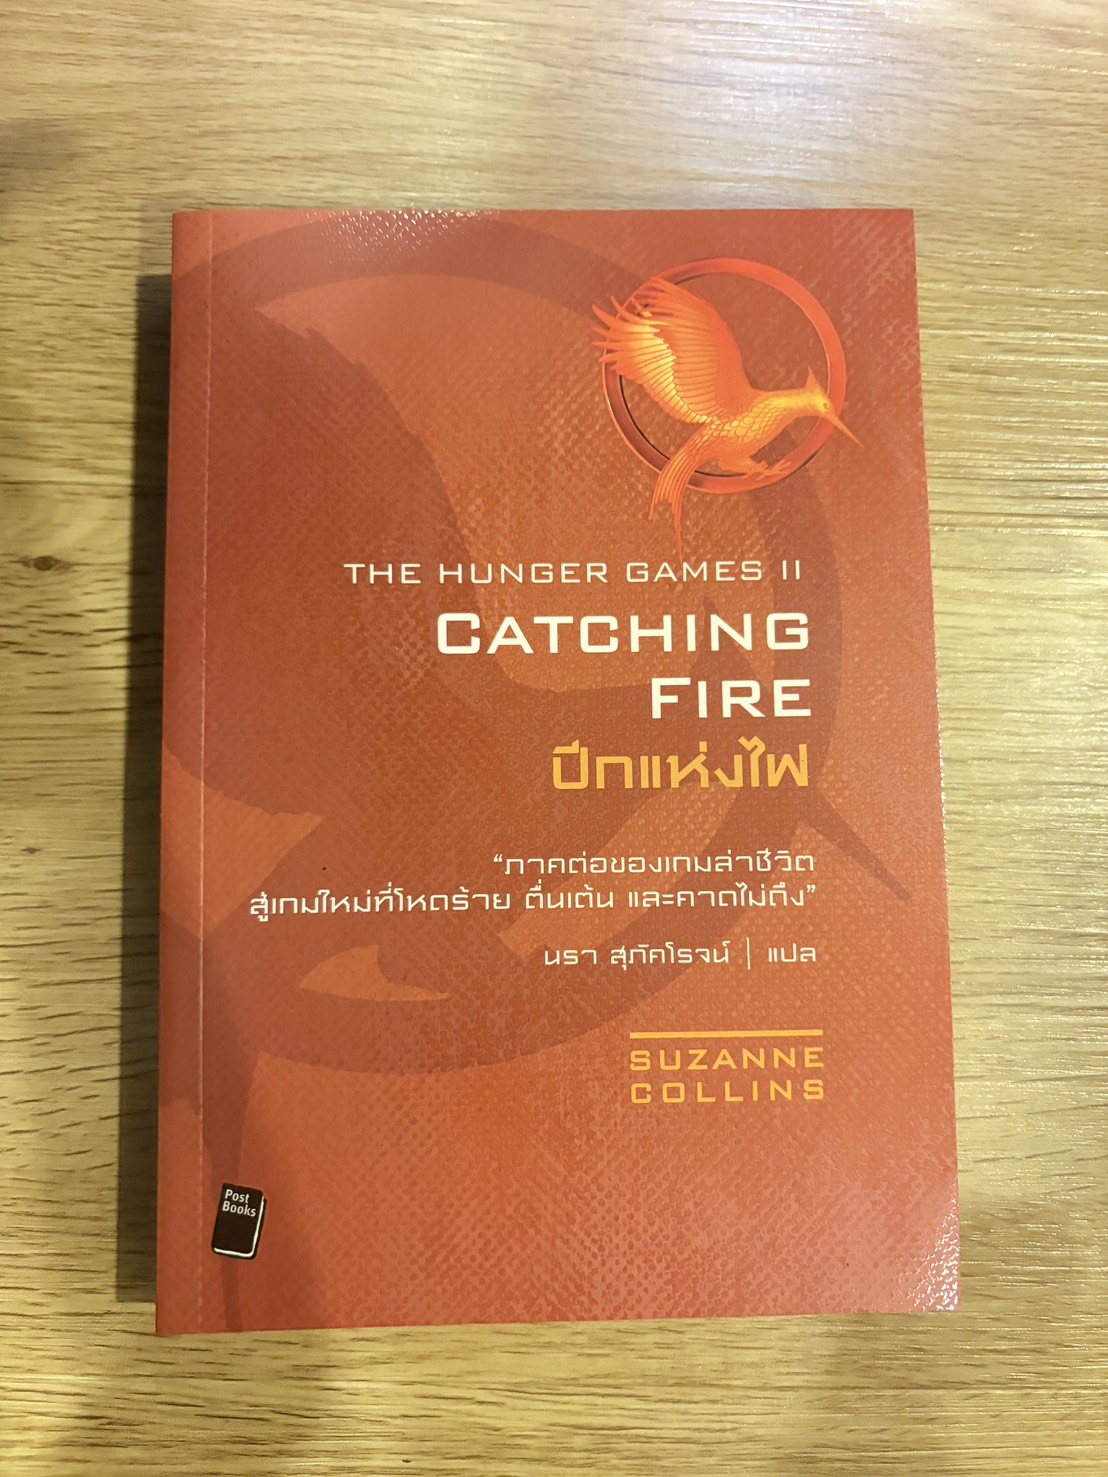 THE HUNGER GAMES II
CATCHING
FIRE
ปีกแห่งไฟ
“ภาคต่อของเกมล่าชีวิต
สู่เกมใหม่ที่โหดร้าย ตื่นเต้น และคาดไม่ถึง”
นรา สุภัคโรจน์ | แปล
SUZANNE
COLLINS
Post
Books